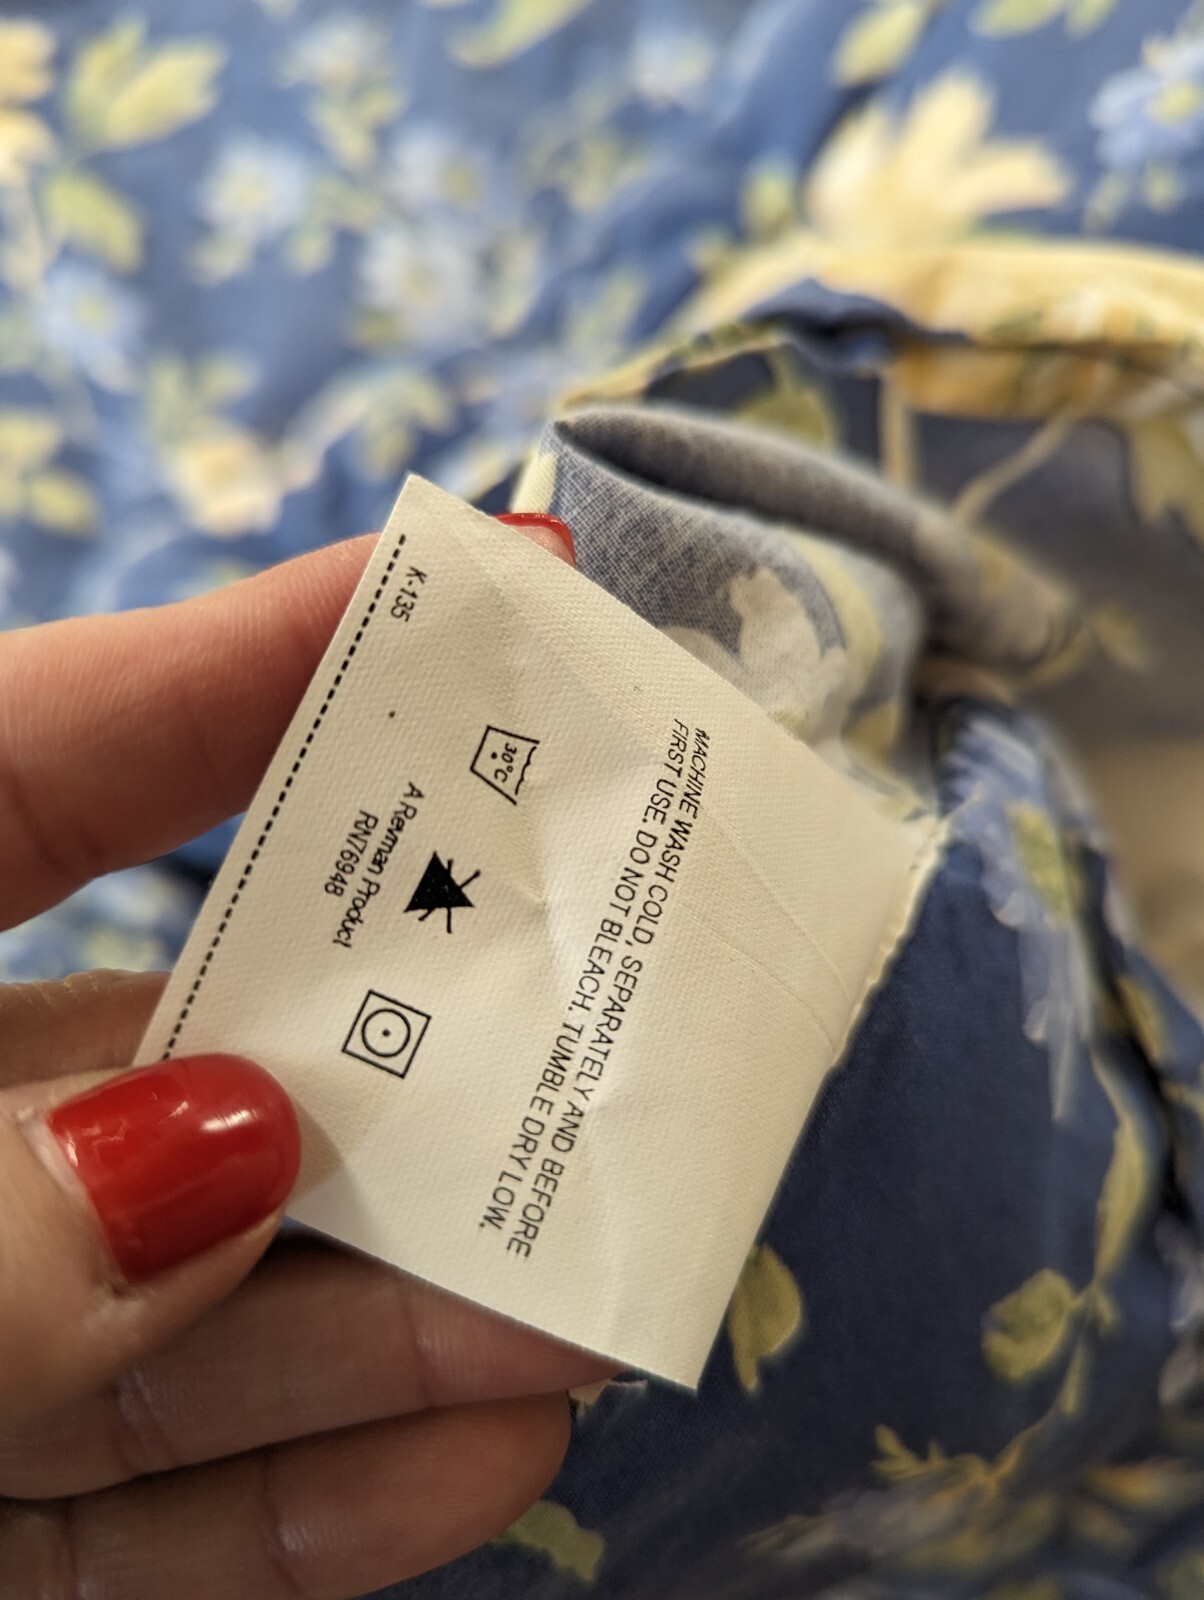 MACHINE WASH COLD, SEPARATELY AND BEFORE
FIRST USE. DO NOT BLEACH. TUMBLE DRY LOW.
30°C
A Revman Product
RN76948
K-135